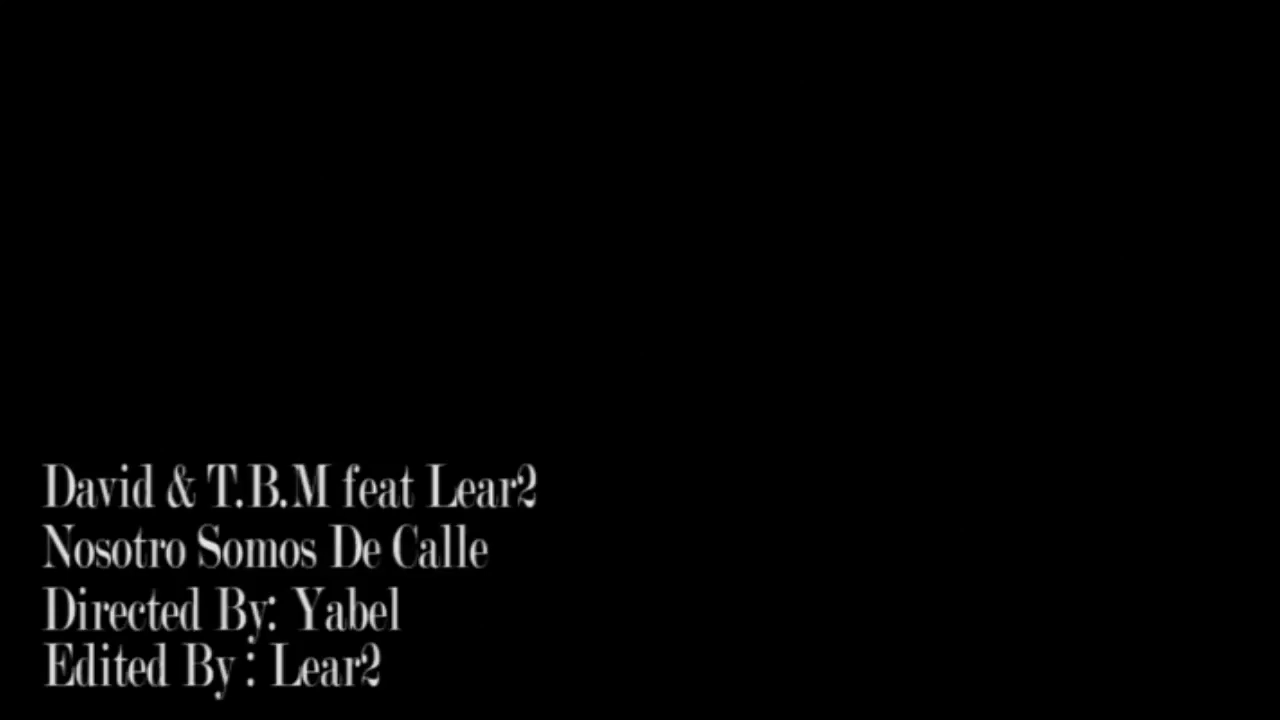 David & T.B.M feat Lear2
Nosotro Somos De Calle
Directed By: Yabel
Edited By : Lear2